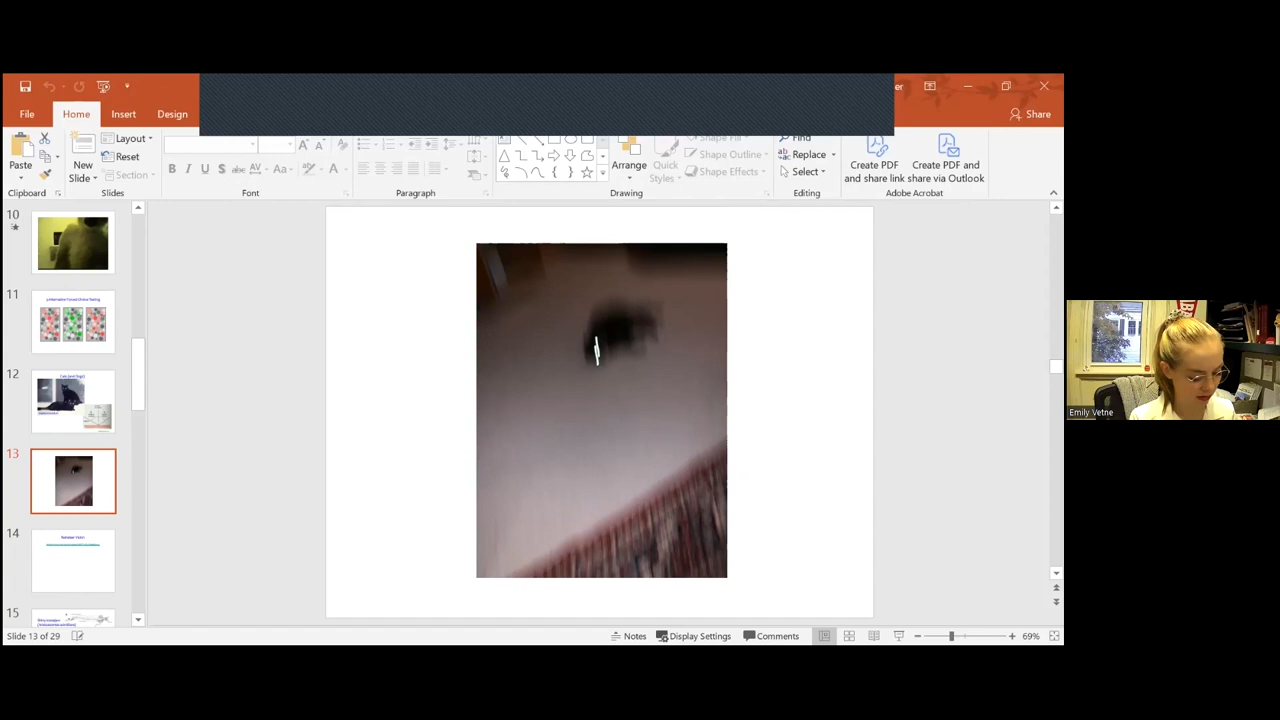 er
File Home Insert Design Share
Paste
Layout
Reset
Section
New
Slide
Arrange
Quick
Styles
Shape Fill
Shape Outline
Shape Effects
Find
Replace
Select
Create PDF
and share link
Create PDF and
share via Outlook
Clipboard Slides Font Paragraph Drawing Editing Adobe Acrobat
10
11
12
13
14
15
Emily Vetne
Slide 13 of 29 Notes Display Settings Comments 69%